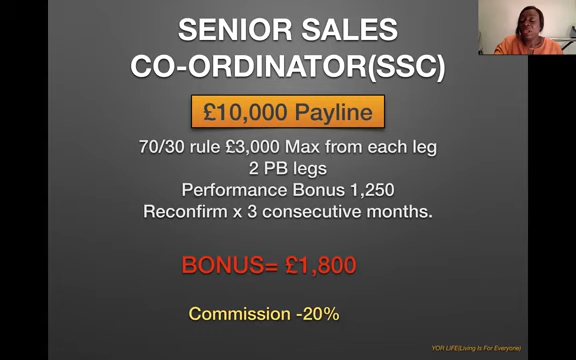 SENIOR SALES
CO-ORDINATOR(SSC)
£10,000 Payline
70/30 rule £3,000 Max from each leg
2 PB legs
Performance Bonus 1,250
Reconfirm x 3 consecutive months.
BONUS= £1,800
Commission -20%
YOR LIFE(Living Is For Everyone)